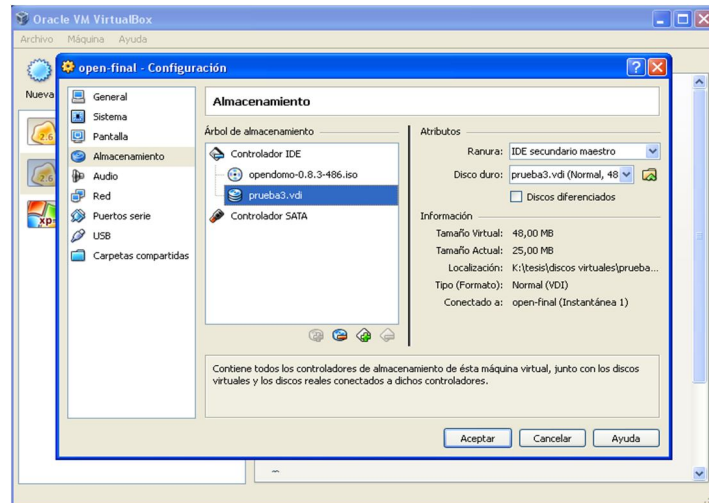 Oracle VM VirtualBox
Archivo Máquina Ayuda
open-final - Configuración
Nueva
General
Sistema
Pantalla
Almacenamiento
Audio
Red
Puertos serie
USB
Carpetas compartidas
2.6
2.6
xp
Almacenamiento
Árbol de almacenamiento
Controlador IDE
opendomo-0.8.3-486.iso
prueba3.vdi
Controlador SATA
Atributos
Ranura: IDE secundario maestro
Disco duro: prueba3.vdi (Normal, 48
Discos diferenciados
Información
Tamaño Virtual: 48,00 MB
Tamaño Actual: 25,00 MB
Localización: K:\tesis\discos virtuales\prueba...
Tipo (Formato): Normal (VDI)
Conectado a: open-final (Instantánea 1)
Contiene todos los controladores de almacenamiento de ésta máquina virtual, junto con los discos
virtuales y los discos reales conectados a dichos controladores.
Aceptar Cancelar Ayuda